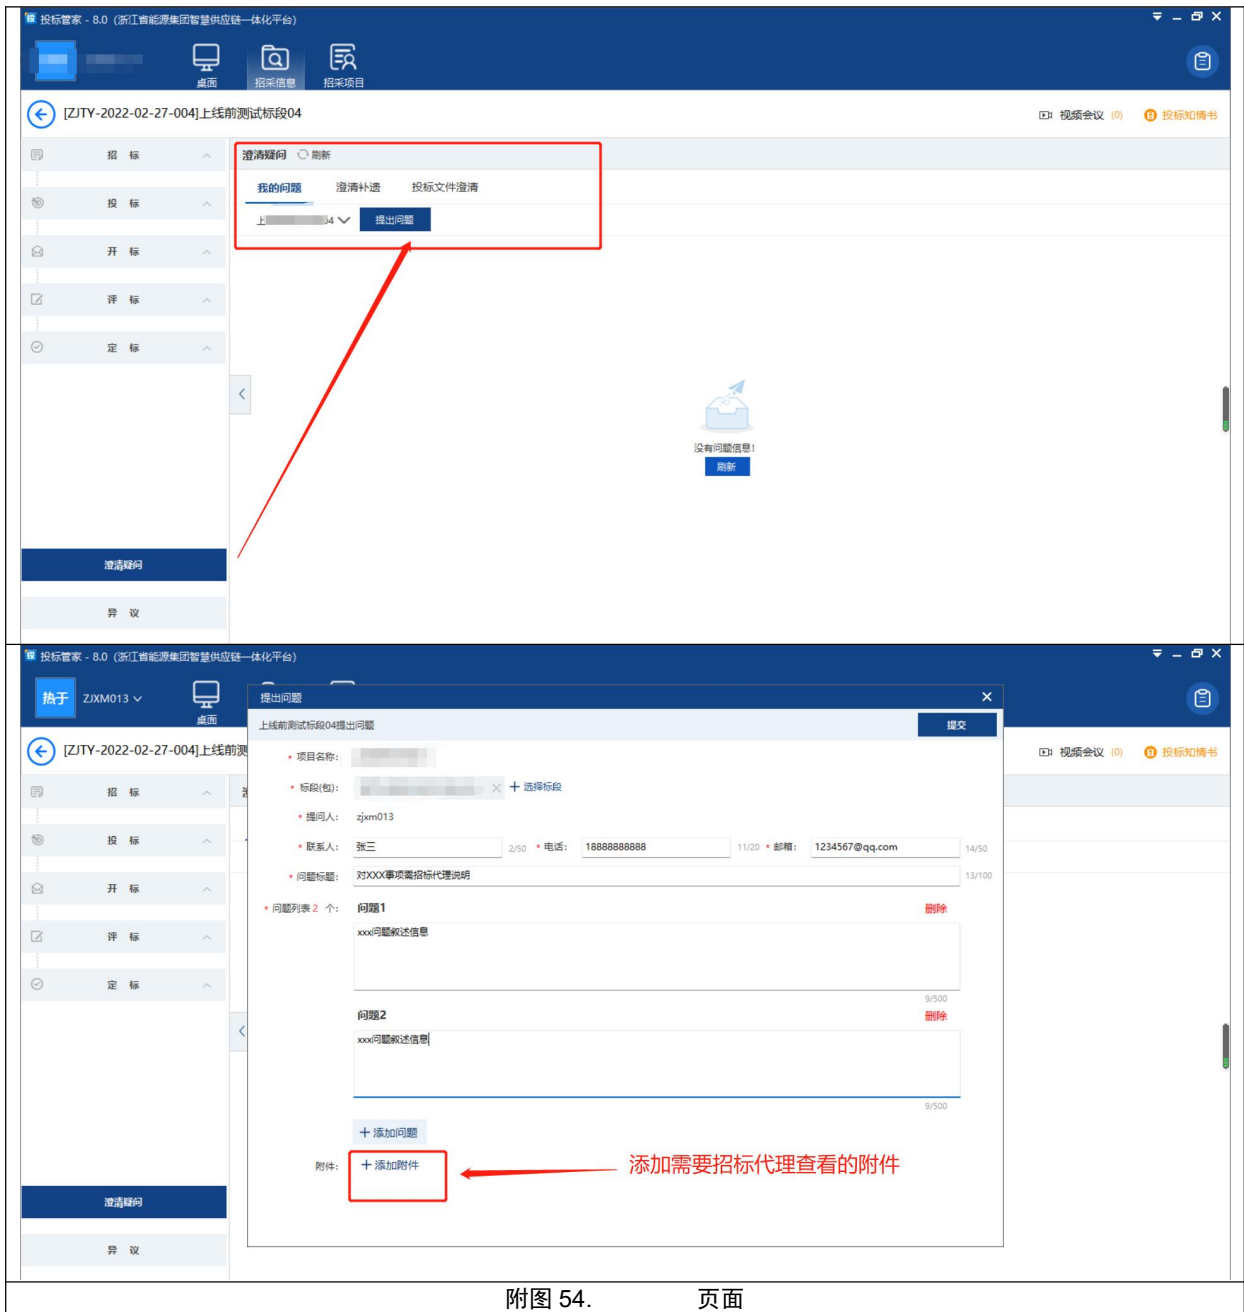 投标管家 - 8.0 (浙江省能源集团智慧供应链一体化平台)
桌面
招采信息
招采项目
[ZJTY-2022-02-27-004]上线前测试标段04
视频会议 (0)
投标知情书
招 标
澄清疑问 刷新
我的问题 澄清补遗 投标文件澄清
投 标
上 04 提出问题
开 标
评 标
定 标
没有问题信息!
刷新
澄清疑问
异 议
投标管家 - 8.0 (浙江省能源集团智慧供应链一体化平台)
热于 ZJXM013
桌面
提出问题
上线前测试标段04提出问题
提交
[ZJTY-2022-02-27-004]上线前测
视频会议 (0)
投标知情书
* 项目名称:
招 标
* 标段(包): + 选择标段
* 提问人: zjxm013
投 标
* 联系人: 张三 2/50 * 电话: 18888888888 11/20 * 邮箱: 1234567@qq.com 14/50
* 问题标题: 对XXX事项需招标代理说明 13/100
开 标
* 问题列表 2 个: 问题1 删除
xxx问题叙述信息
评 标
定 标
9/500
问题2 删除
xxx问题叙述信息
9/500
+ 添加问题
附件: + 添加附件
添加需要招标代理查看的附件
澄清疑问
异 议
附图 54. 页面